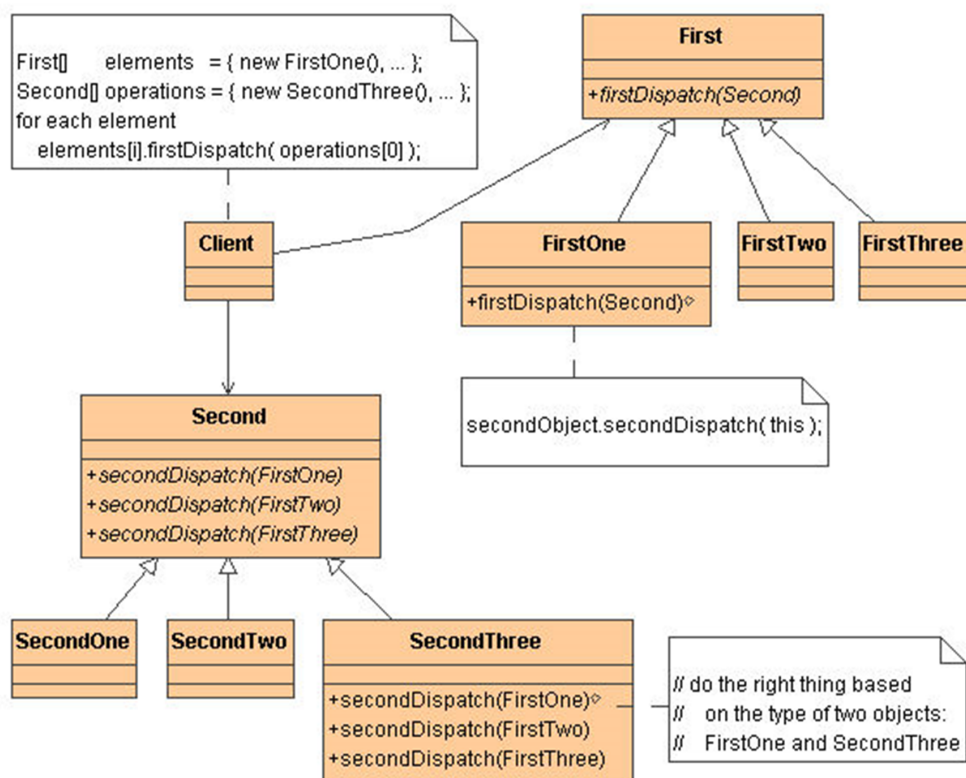 First[] elements = { new FirstOne(), ... };
Second[] operations = { new SecondThree(), ... };
for each element
elements[i].firstDispatch( operations[0] );
First
+firstDispatch(Second)
Client
FirstOne
+firstDispatch(Second)
FirstTwo
FirstThree
secondObject.secondDispatch( this );
Second
+secondDispatch(FirstOne)
+secondDispatch(FirstTwo)
+secondDispatch(FirstThree)
SecondOne
SecondTwo
SecondThree
+secondDispatch(FirstOne)
+secondDispatch(FirstTwo)
+secondDispatch(FirstThree)
// do the right thing based
// on the type of two objects:
// FirstOne and SecondThree